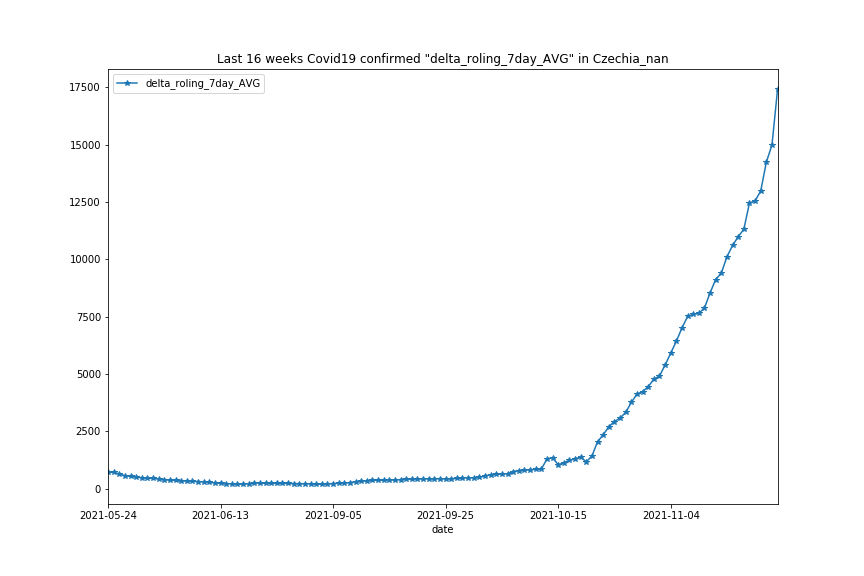 Last 16 weeks Covid19 confirmed "delta_roling_7day_AVG" in Czechia_nan
delta_roling_7day_AVG
17500
15000
12500
10000
7500
5000
2500
0
2021-05-24 2021-06-13 2021-09-05 2021-09-25 2021-10-15 2021-11-04
date